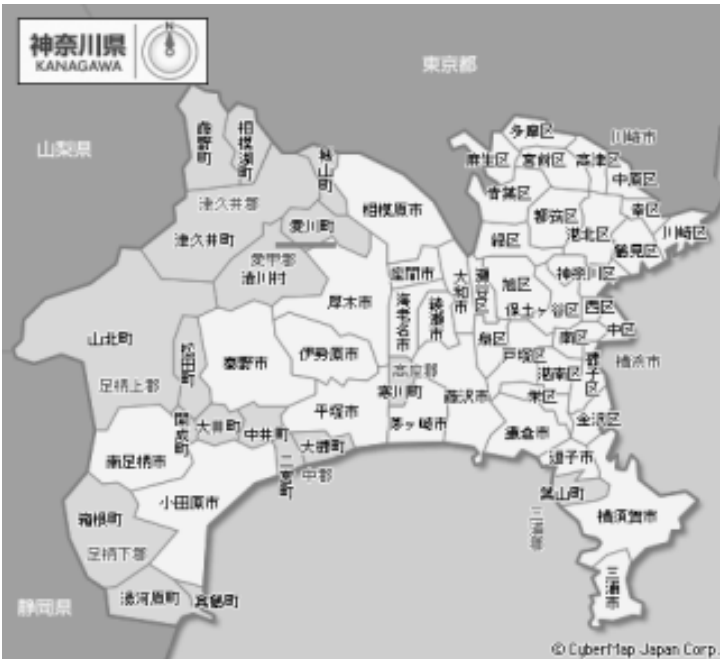 神奈川県
KANAGAWA
N
東京都
山梨県
静岡県
藤野町
相模湖町
城山町
津久井郡
津久井町
愛川町
愛甲郡
清川村
相模原市
座間市
大和市
海老名市
綾瀬市
厚木市
伊勢原市
秦野市
山北町
松田町
足柄上郡
開成町
大井町
中井町
南足柄市
小田原市
箱根町
足柄下郡
湯河原町
真鶴町
二宮町
大磯町
中郡
平塚市
高座郡
寒川町
茅ヶ崎市
藤沢市
鎌倉市
逗子市
葉山町
三浦郡
横須賀市
三浦市
川崎市
多摩区
麻生区
宮前区
高津区
中原区
幸区
川崎区
横浜市
青葉区
都筑区
港北区
鶴見区
緑区
神奈川区
旭区
瀬谷区
保土ヶ谷区
西区
中区
南区
泉区
戸塚区
港南区
磯子区
栄区
金沢区
© CyberMap Japan Corp.